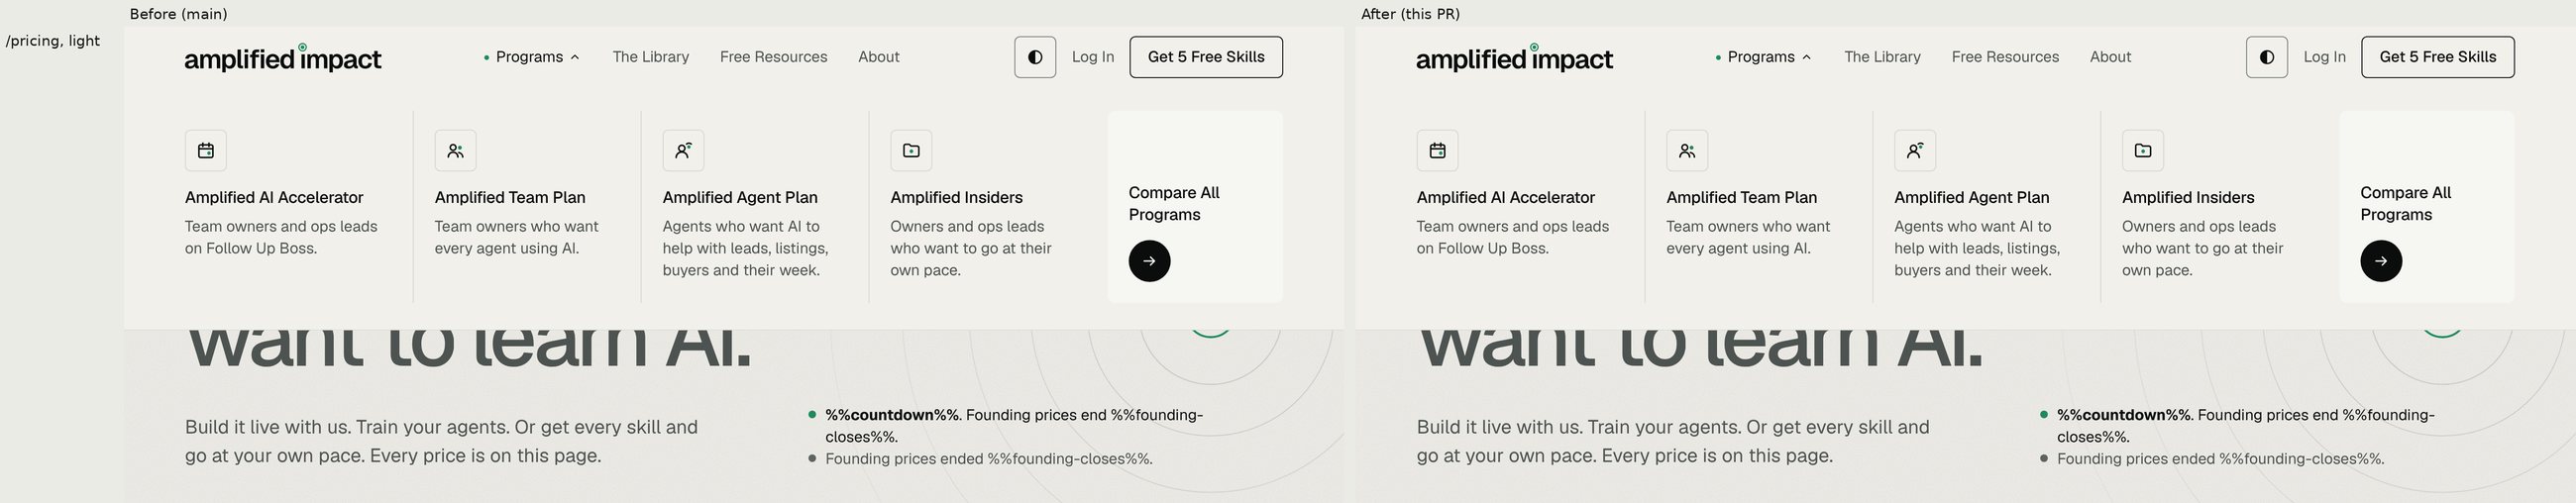 Before (main)
After (this PR)
/pricing, light
amplified impact
Programs
The Library
Free Resources
About
Log In
Get 5 Free Skills
Amplified AI Accelerator
Team owners and ops leads
on Follow Up Boss.
Amplified Team Plan
Team owners who want
every agent using AI.
Amplified Agent Plan
Agents who want AI to
help with leads, listings,
buyers and their week.
Amplified Insiders
Owners and ops leads
who want to go at their
own pace.
Compare All
Programs
want to learn AI.
Build it live with us. Train your agents. Or get every skill and
go at your own pace. Every price is on this page.
%%countdown%%. Founding prices end %%founding-
closes%%.
Founding prices ended %%founding-closes%%.
amplified impact
Programs
The Library
Free Resources
About
Log In
Get 5 Free Skills
Amplified AI Accelerator
Team owners and ops leads
on Follow Up Boss.
Amplified Team Plan
Team owners who want
every agent using AI.
Amplified Agent Plan
Agents who want AI to
help with leads, listings,
buyers and their week.
Amplified Insiders
Owners and ops leads
who want to go at their
own pace.
Compare All
Programs
want to learn AI.
Build it live with us. Train your agents. Or get every skill and
go at your own pace. Every price is on this page.
%%countdown%%. Founding prices end %%founding-
closes%%.
Founding prices ended %%founding-closes%%.